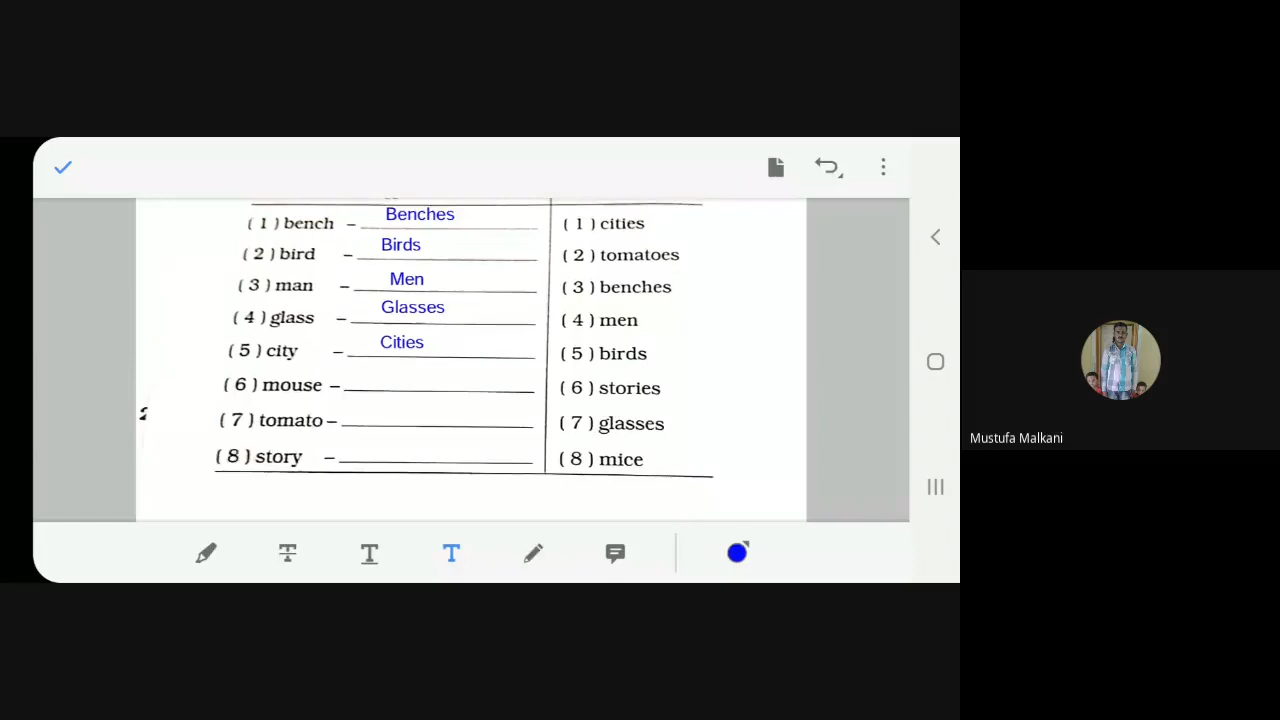 ( 1 ) bench – Benches ( 1 ) cities
( 2 ) bird – Birds ( 2 ) tomatoes
( 3 ) man – Men ( 3 ) benches
( 4 ) glass – Glasses ( 4 ) men
( 5 ) city – Cities ( 5 ) birds
( 6 ) mouse – ( 6 ) stories
( 7 ) tomato – ( 7 ) glasses
( 8 ) story – ( 8 ) mice
Mustufa Malkani